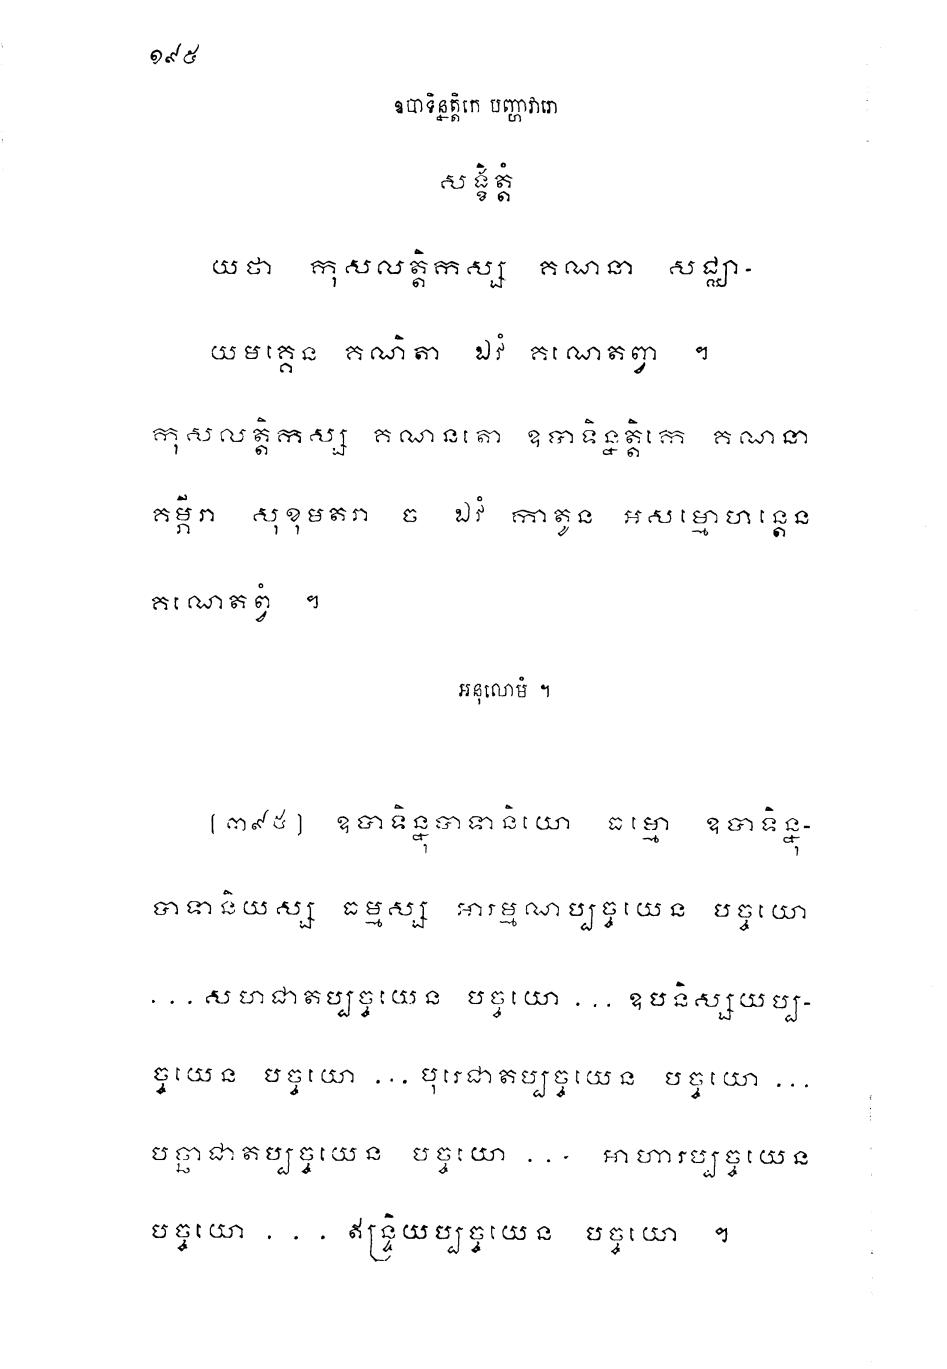 ១៩៥
ឧបាទិន្នត្តិកេ បញ្ហាវារោ
សង្ខិត្តំ
យថា កុសលត្តិកស្ស គណនា សជ្ឈា-
យមគ្គេន គណិតា ឯវំ គណេតព្វា ។
កុសលត្តិកស្ស គណនតោ ឧបាទិន្នត្តិកេ គណនា
គម្ភីរា សុខុមតរា ច ឯវំ កាតូន អសម្មោហន្តេន
គណេតព្វំ ។
អនុលោមំ ។
[៣៩៥] ឧបាទិន្នុបាទានិយោ ធម្មោ ឧបាទិន្នុ-
បាទានិយស្ស ធម្មស្ស អារម្មណប្បច្ចយេន បច្ចយោ
...សហជាតប្បច្ចយេន បច្ចយោ ... ឧបនិស្សយប្ប-
ច្ចយេន បច្ចយោ ... បុរេជាតប្បច្ចយេន បច្ចយោ ...
បច្ឆាជាតប្បច្ចយេន បច្ចយោ ... អាហារប្បច្ចយេន
បច្ចយោ ... ឥន្ទ្រិយប្បច្ចយេន បច្ចយោ ។